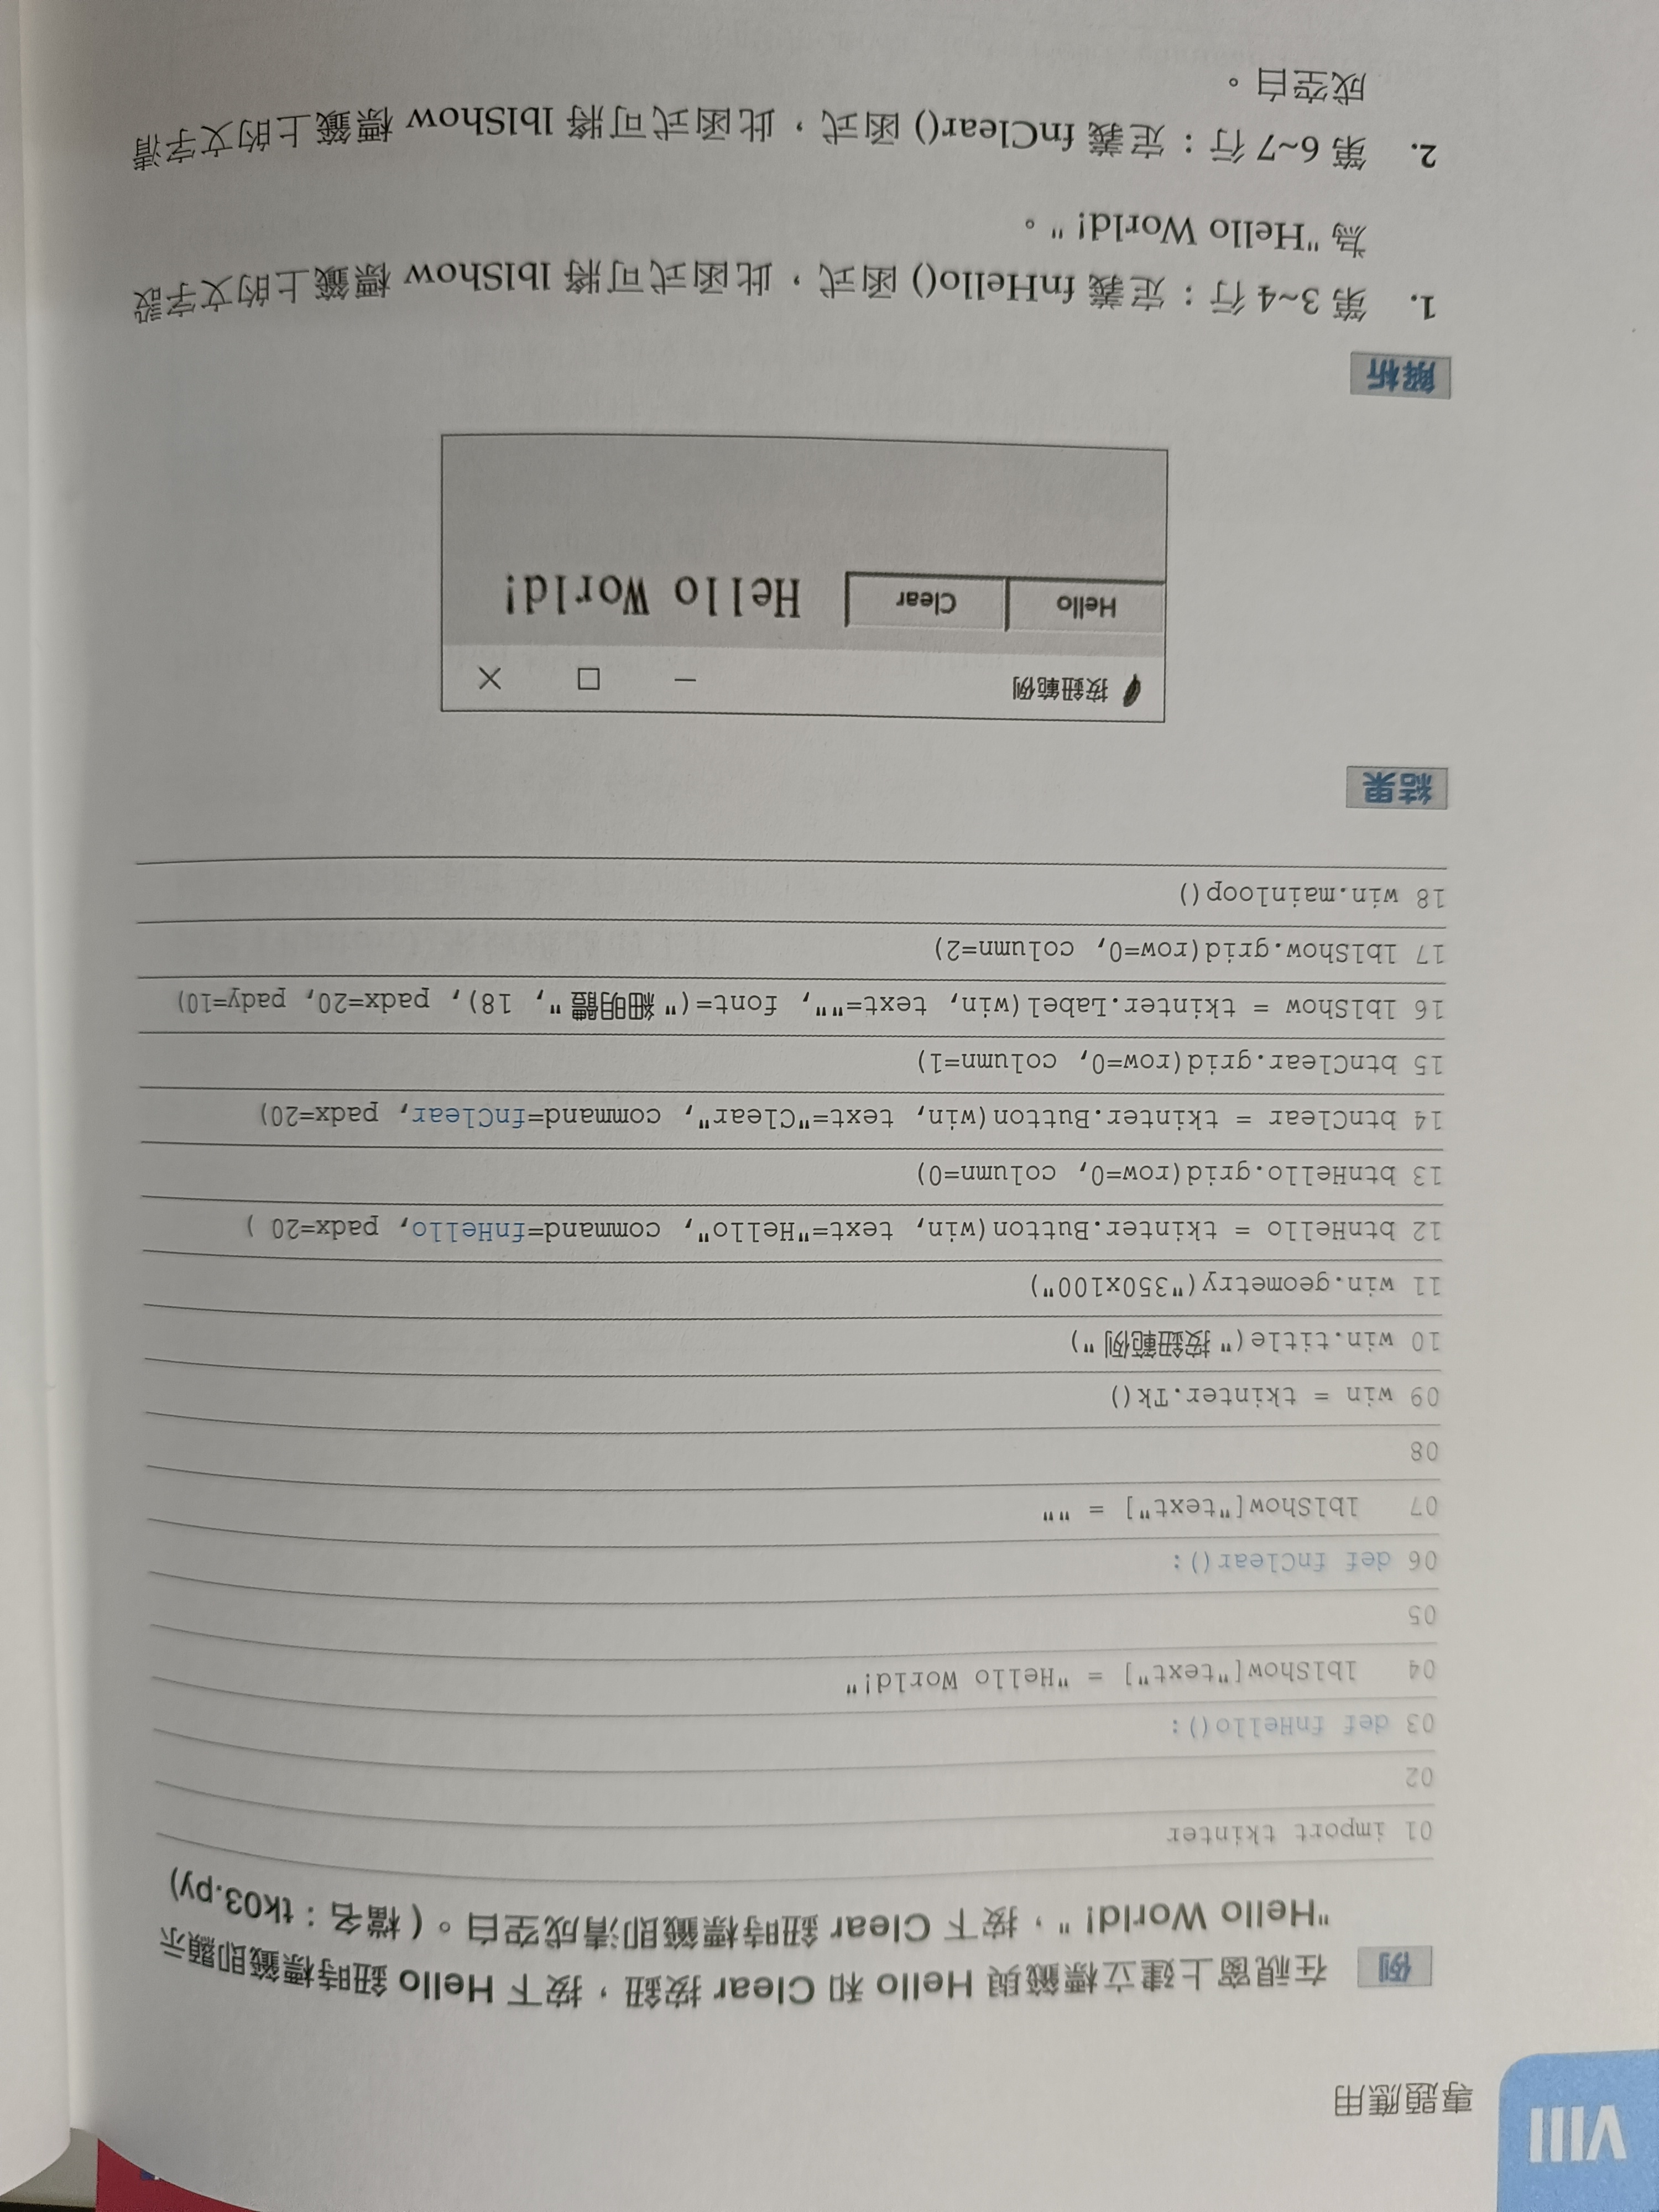 VIII
專題應用
例 在視窗上建立標籤與 Hello 和 Clear 按鈕，按下 Hello 鈕時標籤即顯示
"Hello World! "，按下 Clear 鈕時標籤即清成空白。( 檔名：tk03.py)
01 import tkinter
02
03 def fnHello():
04   lblShow["text"] = "Hello World!"
05
06 def fnClear():
07   lblShow["text"] = ""
08
09 win = tkinter.Tk()
10 win.title(" 按鈕範例 ")
11 win.geometry("350x100")
12 btnHello = tkinter.Button(win, text="Hello", command=fnHello, padx=20 )
13 btnHello.grid(row=0, column=0)
14 btnClear = tkinter.Button(win, text="Clear", command=fnClear, padx=20)
15 btnClear.grid(row=0, column=1)
16 lblShow = tkinter.Label(win, text="", font=(" 細明體 ", 18), padx=20, pady=10)
17 lblShow.grid(row=0, column=2)
18 win.mainloop()
結果
按鈕範例
Hello Clear Hello World!
解析
1. 第 3~4 行：定義 fnHello() 函式，此函式可將 lblShow 標籤上的文字設
為 "Hello World! "。
2. 第 6~7 行：定義 fnClear() 函式，此函式可將 lblShow 標籤上的文字清
成空白。